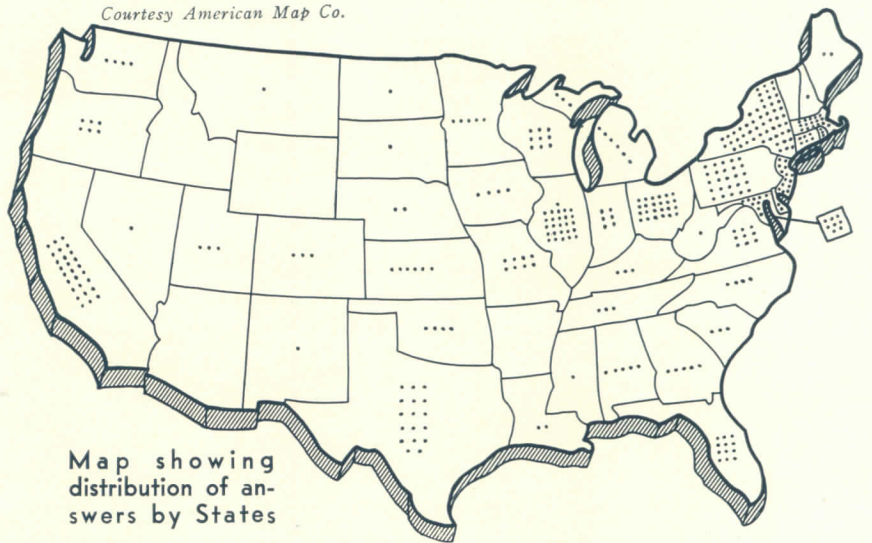 Courtesy American Map Co.
Map showing
distribution of an-
swers by States